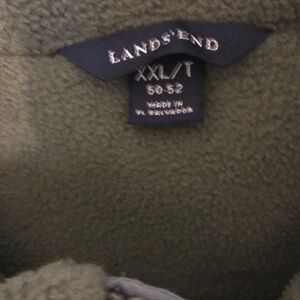 LANDS' END
XXL/T
50-52
MADE IN
EL SALVADOR